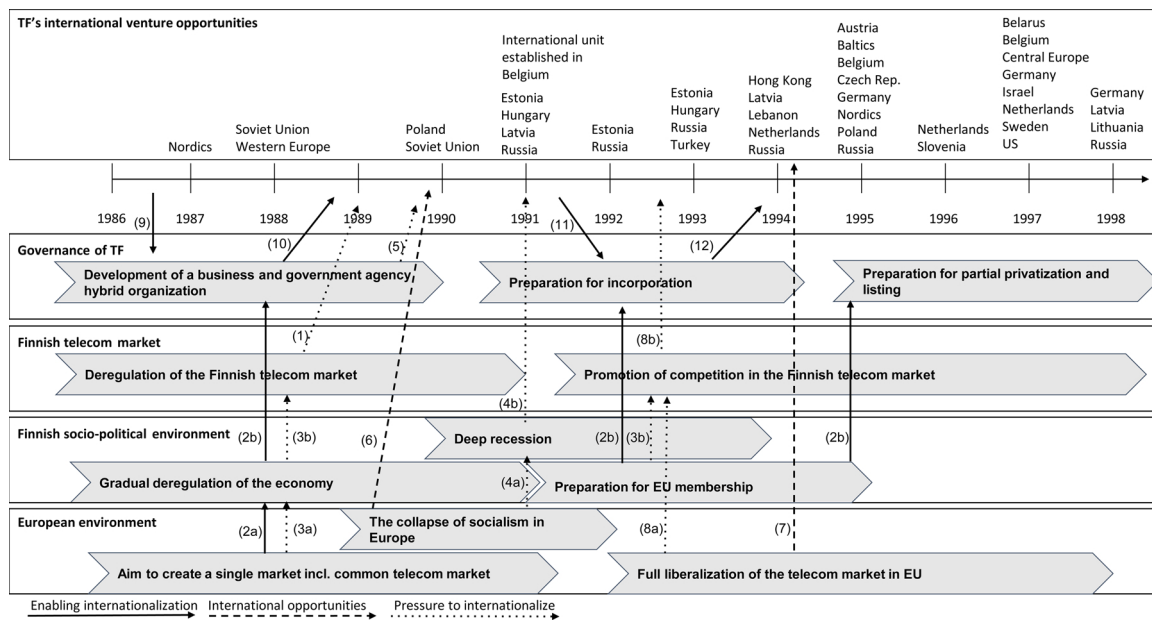 TF's international venture opportunities
Nordics
Soviet Union
Western Europe
Poland
Soviet Union
International unit
established in
Belgium
Estonia
Hungary
Latvia
Russia
Estonia
Russia
Estonia
Hungary
Russia
Turkey
Hong Kong
Latvia
Lebanon
Netherlands
Russia
Austria
Baltics
Belgium
Czech Rep.
Germany
Nordics
Poland
Russia
Netherlands
Slovenia
Belarus
Belgium
Central Europe
Germany
Israel
Netherlands
Sweden
US
Germany
Latvia
Lithuania
Russia
1986 1987 1988 1989 1990 1991 1992 1993 1994 1995 1996 1997 1998
(9)
(10)
(5)
(11)
(12)
Governance of TF
Development of a business and government agency
hybrid organization
Preparation for incorporation
Preparation for partial privatization and
listing
(1)
(8b)
Finnish telecom market
Deregulation of the Finnish telecom market
Promotion of competition in the Finnish telecom market
(4b)
Finnish socio-political environment
(2b)
(3b)
(6)
Deep recession
(2b)
(3b)
(2b)
Gradual deregulation of the economy
(4a)
Preparation for EU membership
European environment
(2a)
(3a)
The collapse of socialism in
Europe
(8a)
(7)
Aim to create a single market incl. common telecom market
Full liberalization of the telecom market in EU
Enabling internationalization
International opportunities
Pressure to internationalize